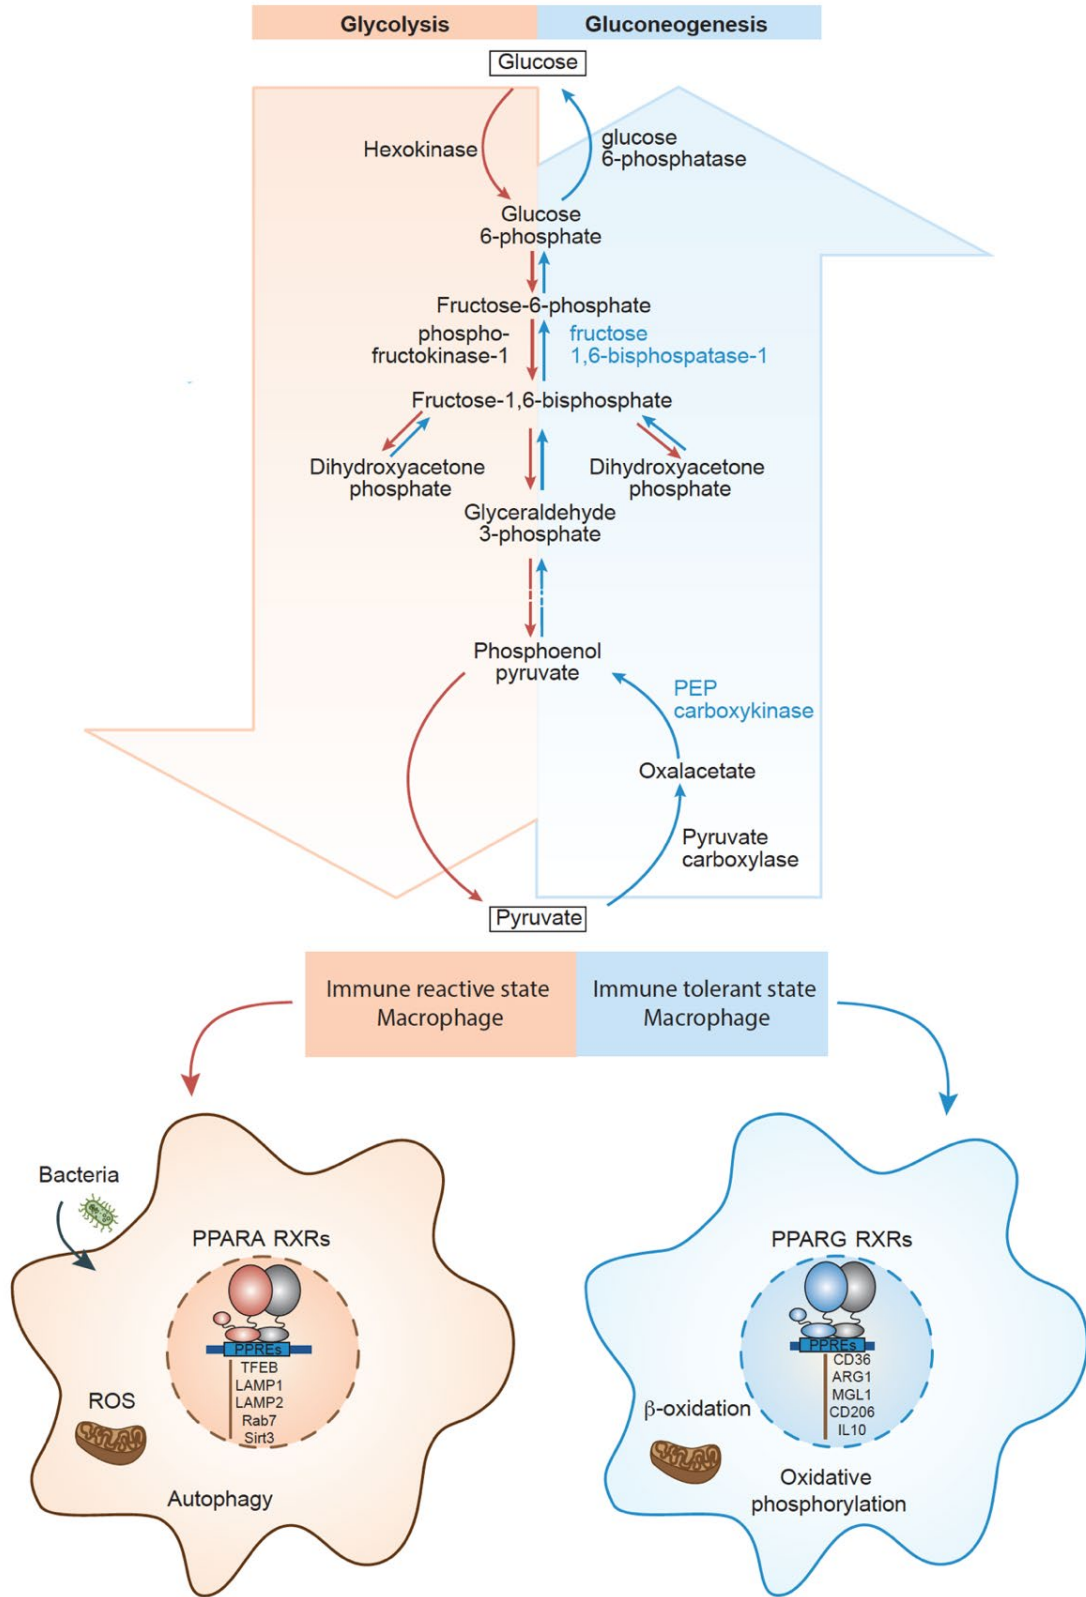 Glycolysis
Gluconeogenesis
Glucose
Hexokinase
glucose
6-phosphatase
Glucose
6-phosphate
Fructose-6-phosphate
phospho-
fructokinase-1
fructose
1,6-bisphospatase-1
Fructose-1,6-bisphosphate
Dihydroxyacetone
phosphate
Dihydroxyacetone
phosphate
Glyceraldehyde
3-phosphate
Phosphoenol
pyruvate
PEP
carboxykinase
Oxalacetate
Pyruvate
carboxylase
Pyruvate
Immune reactive state
Macrophage
Immune tolerant state
Macrophage
Bacteria
PPARA RXRs
PPREs
TFEB
LAMP1
LAMP2
Rab7
Sirt3
ROS
Autophagy
PPARG RXRs
PPREs
CD36
ARG1
MGL1
CD206
IL10
β-oxidation
Oxidative
phosphorylation